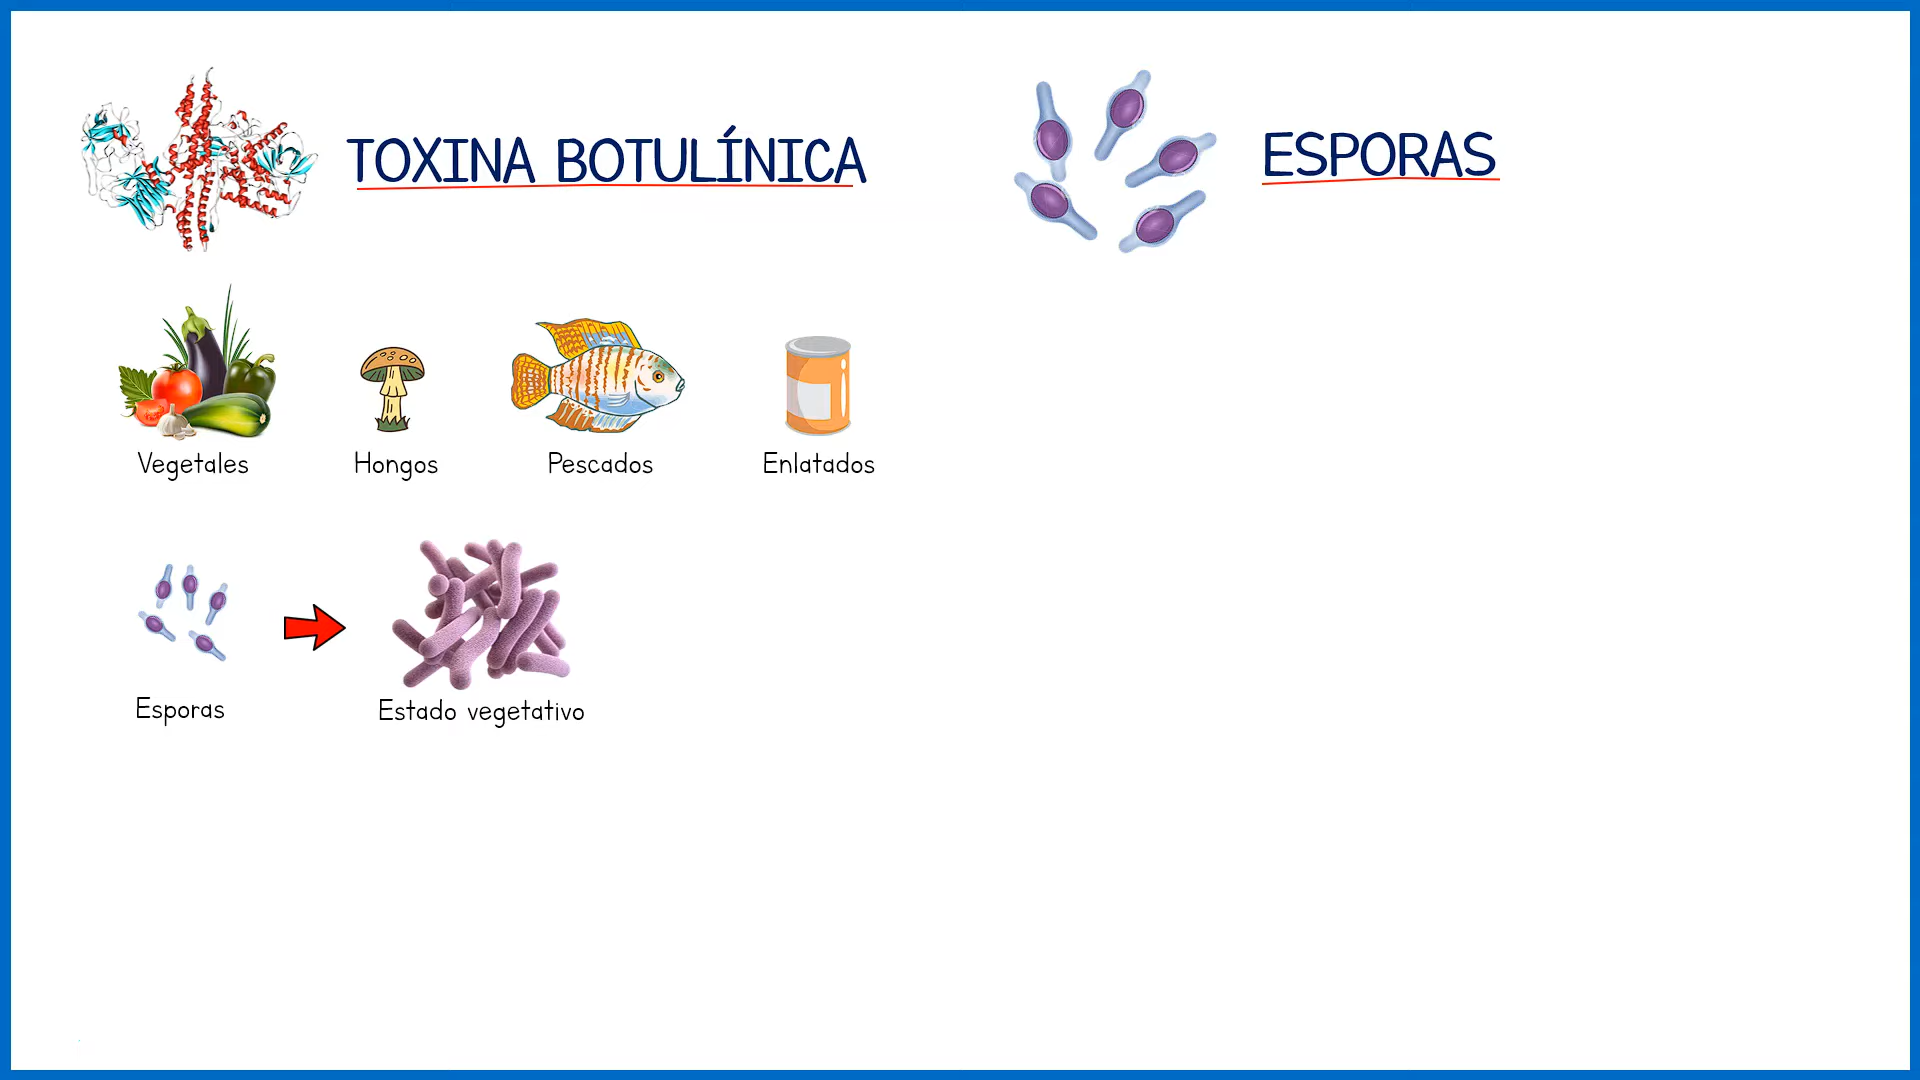 TOXINA BOTULÍNICA
ESPORAS
Vegetales
Hongos
Pescados
Enlatados
Esporas
Estado vegetativo